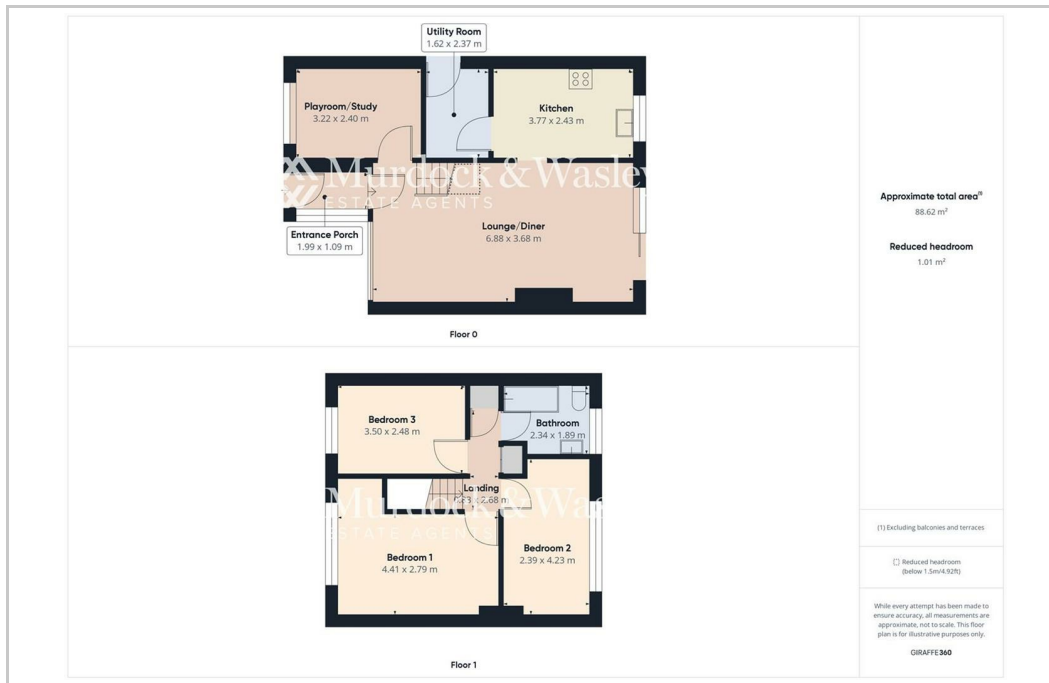 Utility Room
1.62 x 2.37 m
Playroom/Study
3.22 x 2.40 m
Kitchen
3.77 x 2.43 m
Murdock & Wasley
ESTATE AGENTS
Entrance Porch
1.99 x 1.09 m
Lounge/Diner
6.88 x 3.68 m
Floor 0
Bedroom 3
3.50 x 2.48 m
Bathroom
2.34 x 1.89 m
Landing
x 2.68 m
Murdock & Wasley
ESTATE AGENTS
Bedroom 1
4.41 x 2.79 m
Bedroom 2
2.39 x 4.23 m
Floor 1
Approximate total area(1)
88.62 m²
Reduced headroom
1.01 m²
(1) Excluding balconies and terraces
Reduced headroom
(below 1.5m/4.92ft)
While every attempt has been made to
ensure accuracy, all measurements are
approximate, not to scale. This floor
plan is for illustrative purposes only.
GIRAFFE360